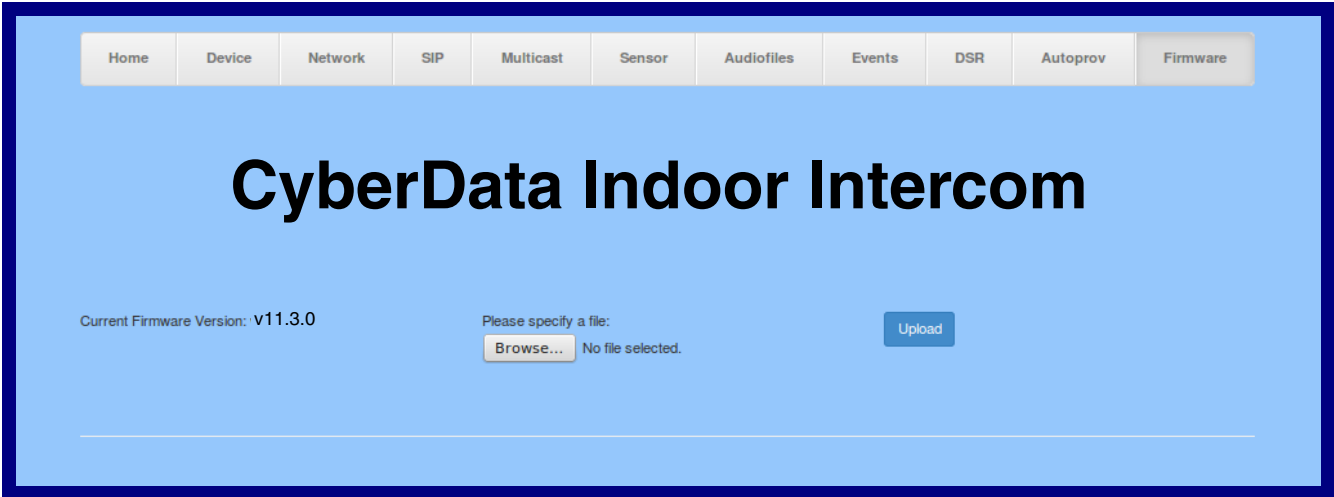 Home Device Network SIP Multicast Sensor Audiofiles Events DSR Autoprov Firmware
CyberData Indoor Intercom
Current Firmware Version: v11.3.0
Please specify a file:
Browse... No file selected.
Upload